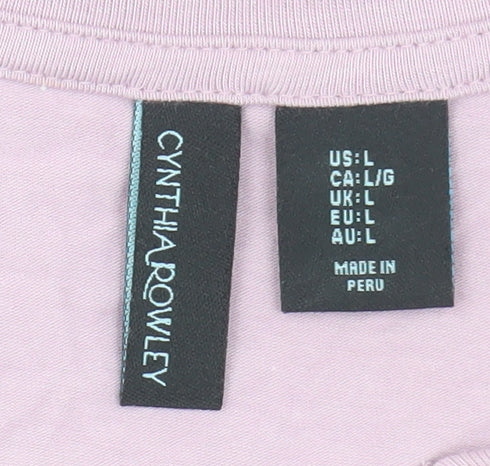 CYNTHIA ROWLEY
US:L
CA:L/G
UK:L
EU:L
AU:L
MADE IN
PERU